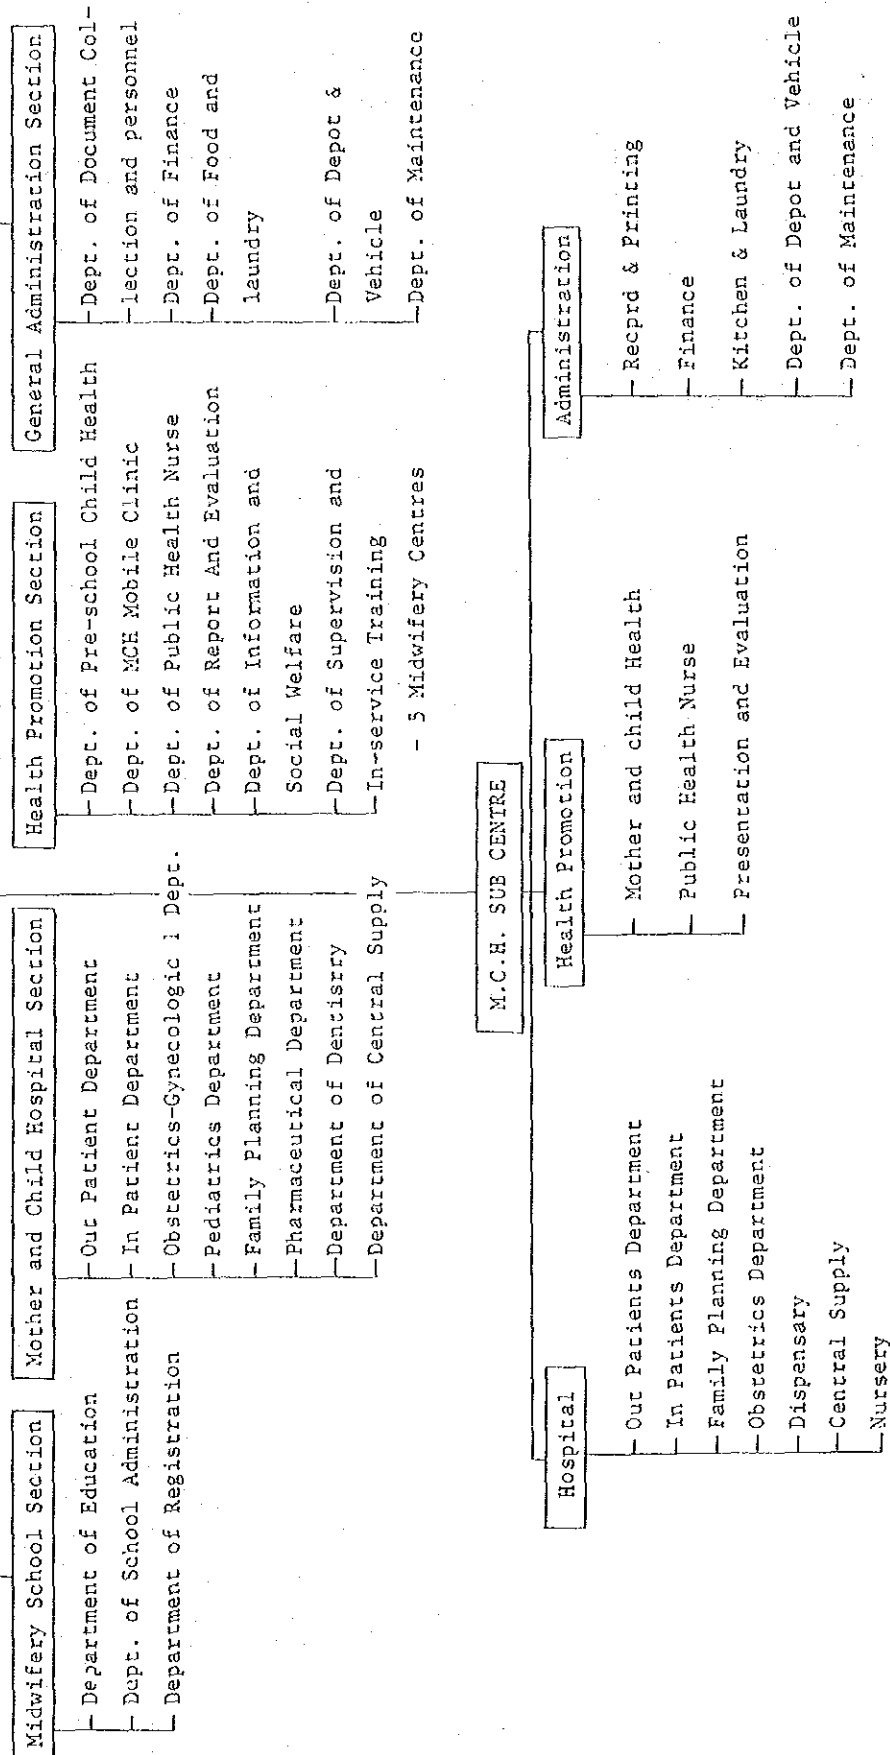 Midwifery School Section
Department of Education
Dept. of School Administration
Department of Registration
Mother and Child Hospital Section
Out Patient Department
In Patient Department
Obstetrics-Gynecologic l Dept.
Pediatrics Department
Family Planning Department
Pharmaceutical Department
Department of Dentisrry
Department of Central Supply
Health Promotion Section
Dept. of Pre-school Child Health
Dept. of MCH Mobile Clinic
Dept. of Public Health Nurse
Dept. of Report And Evaluation
Dept. of Information and
Social Welfare
Dept. of Supervision and
In-service Training
- 5 Midwifery Centres
General Administration Section
Dept. of Document Col-
lection and personnel
Dept. of Finance
Dept. of Food and
laundry
Dept. of Depot &
Vehicle
Dept. of Maintenance
M.C.H. SUB CENTRE
Hospital
Out Patients Department
In Patients Department
Family Planning Department
Obstetrics Department
Dispensary
Central Supply
Nursery
Health Promotion
Mother and child Health
Public Health Nurse
Presentation and Evaluation
Administration
Recprd & Printing
Finance
Kitchen & Laundry
Dept. of Depot and Vehicle
Dept. of Maintenance